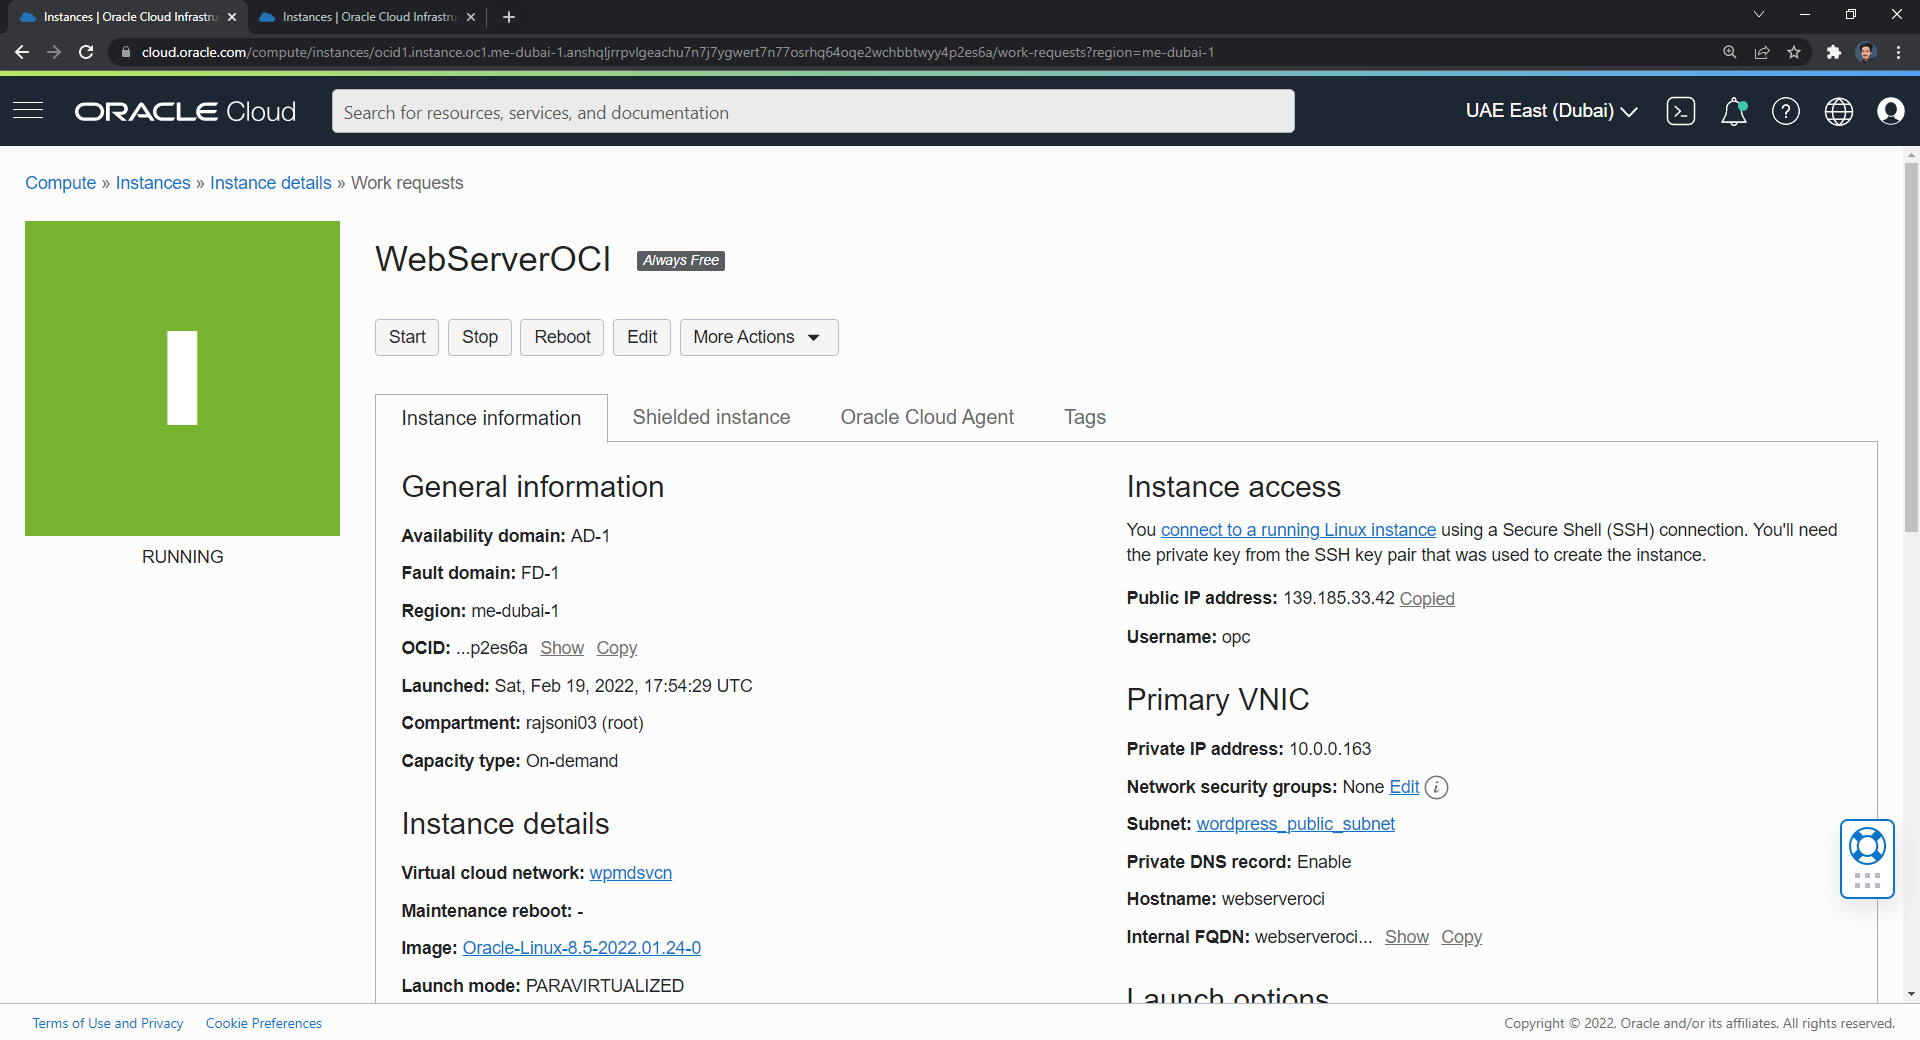 Instances | Oracle Cloud Infrastru
Instances | Oracle Cloud Infrastru
cloud.oracle.com/compute/instances/ocid1.instance.oc1.me-dubai-1.anshqljrrpvlgeachu7n7j7ygwert7n77osrhq64oqe2wchbbtwyy4p2es6a/work-requests?region=me-dubai-1
ORACLE Cloud
Search for resources, services, and documentation
UAE East (Dubai)
Compute » Instances » Instance details » Work requests
I
RUNNING
WebServerOCI Always Free
Start Stop Reboot Edit More Actions
Instance information Shielded instance Oracle Cloud Agent Tags
General information
Availability domain: AD-1
Fault domain: FD-1
Region: me-dubai-1
OCID: ...p2es6a Show Copy
Launched: Sat, Feb 19, 2022, 17:54:29 UTC
Compartment: rajsoni03 (root)
Capacity type: On-demand
Instance details
Virtual cloud network: wpmdsvcn
Maintenance reboot: -
Image: Oracle-Linux-8.5-2022.01.24-0
Launch mode: PARAVIRTUALIZED
Instance access
You connect to a running Linux instance using a Secure Shell (SSH) connection. You'll need
the private key from the SSH key pair that was used to create the instance.
Public IP address: 139.185.33.42 Copied
Username: opc
Primary VNIC
Private IP address: 10.0.0.163
Network security groups: None Edit
Subnet: wordpress_public_subnet
Private DNS record: Enable
Hostname: webserveroci
Internal FQDN: webserveroci... Show Copy
Launch options
Terms of Use and Privacy Cookie Preferences
Copyright © 2022, Oracle and/or its affiliates. All rights reserved.